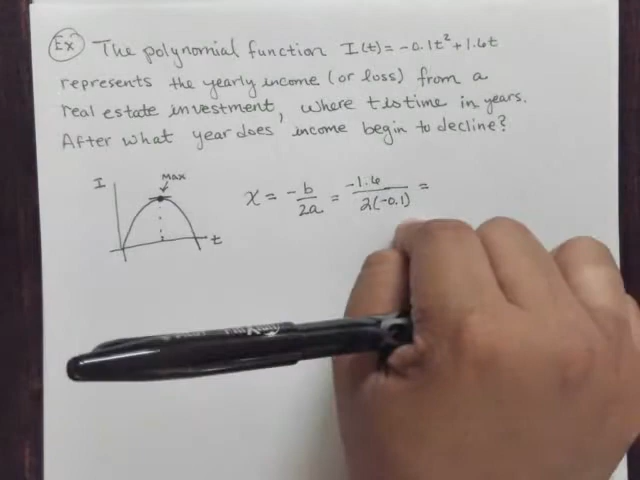 Ex The polynomial function I(t) = -0.1t² + 1.6t
represents the yearly income (or loss) from a
real estate investment, where t is time in years.
After what year does income begin to decline?
I
MAX
t
x = -b/2a = -1.6/2(-0.1) =